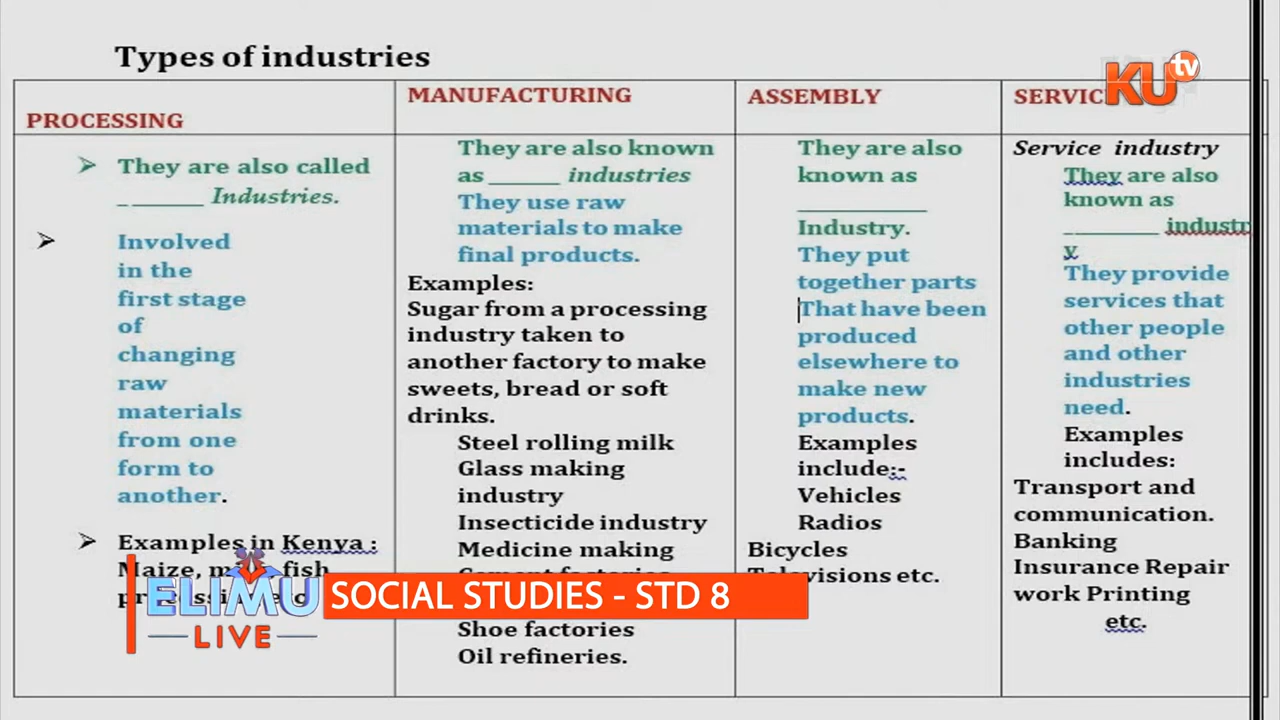 Types of industries
PROCESSING
They are also called
_ ______ Industries.
Involved
in the
first stage
of
changing
raw
materials
from one
form to
another.
Examples in Kenya :
Maize, fish
MANUFACTURING
They are also known
as ______ industries
They use raw
materials to make
final products.
Examples:
Sugar from a processing
industry taken to
another factory to make
sweets, bread or soft
drinks.
Steel rolling milk
Glass making
industry
Insecticide industry
Medicine making
Shoe factories
Oil refineries.
ASSEMBLY
They are also
known as
___________
Industry.
They put
together parts
That have been
produced
elsewhere to
make new
products.
Examples
include:-
Vehicles
Radios
Bicycles
Televisions etc.
SERVIC
Service industry
They are also
known as
_ ________ industr
y
They provide
services that
other people
and other
industries
need.
Examples
includes:
Transport and
communication.
Banking
Insurance Repair
work Printing
etc.
KU tv
ELIMU
LIVE
SOCIAL STUDIES - STD 8